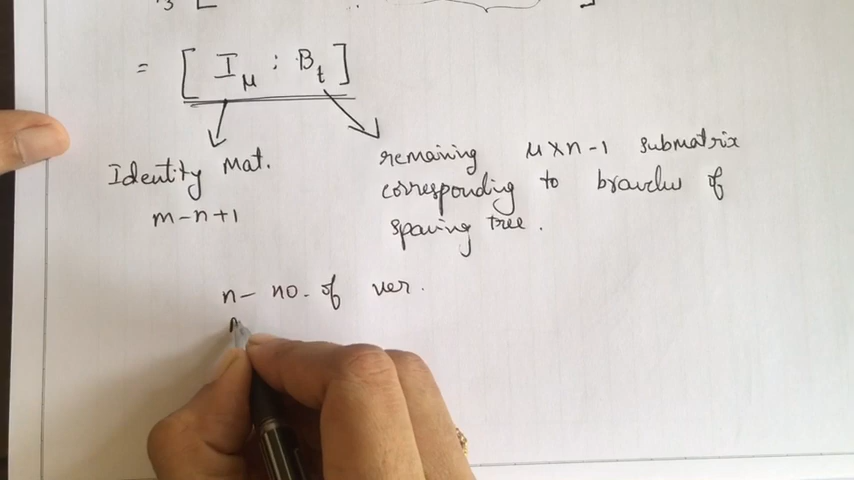 = [ I_μ : B_t ]
Identity Mat.
m-n+1
remaining μ×n-1 submatrix
corresponding to branches of
spaning tree.
n- no. of ver.